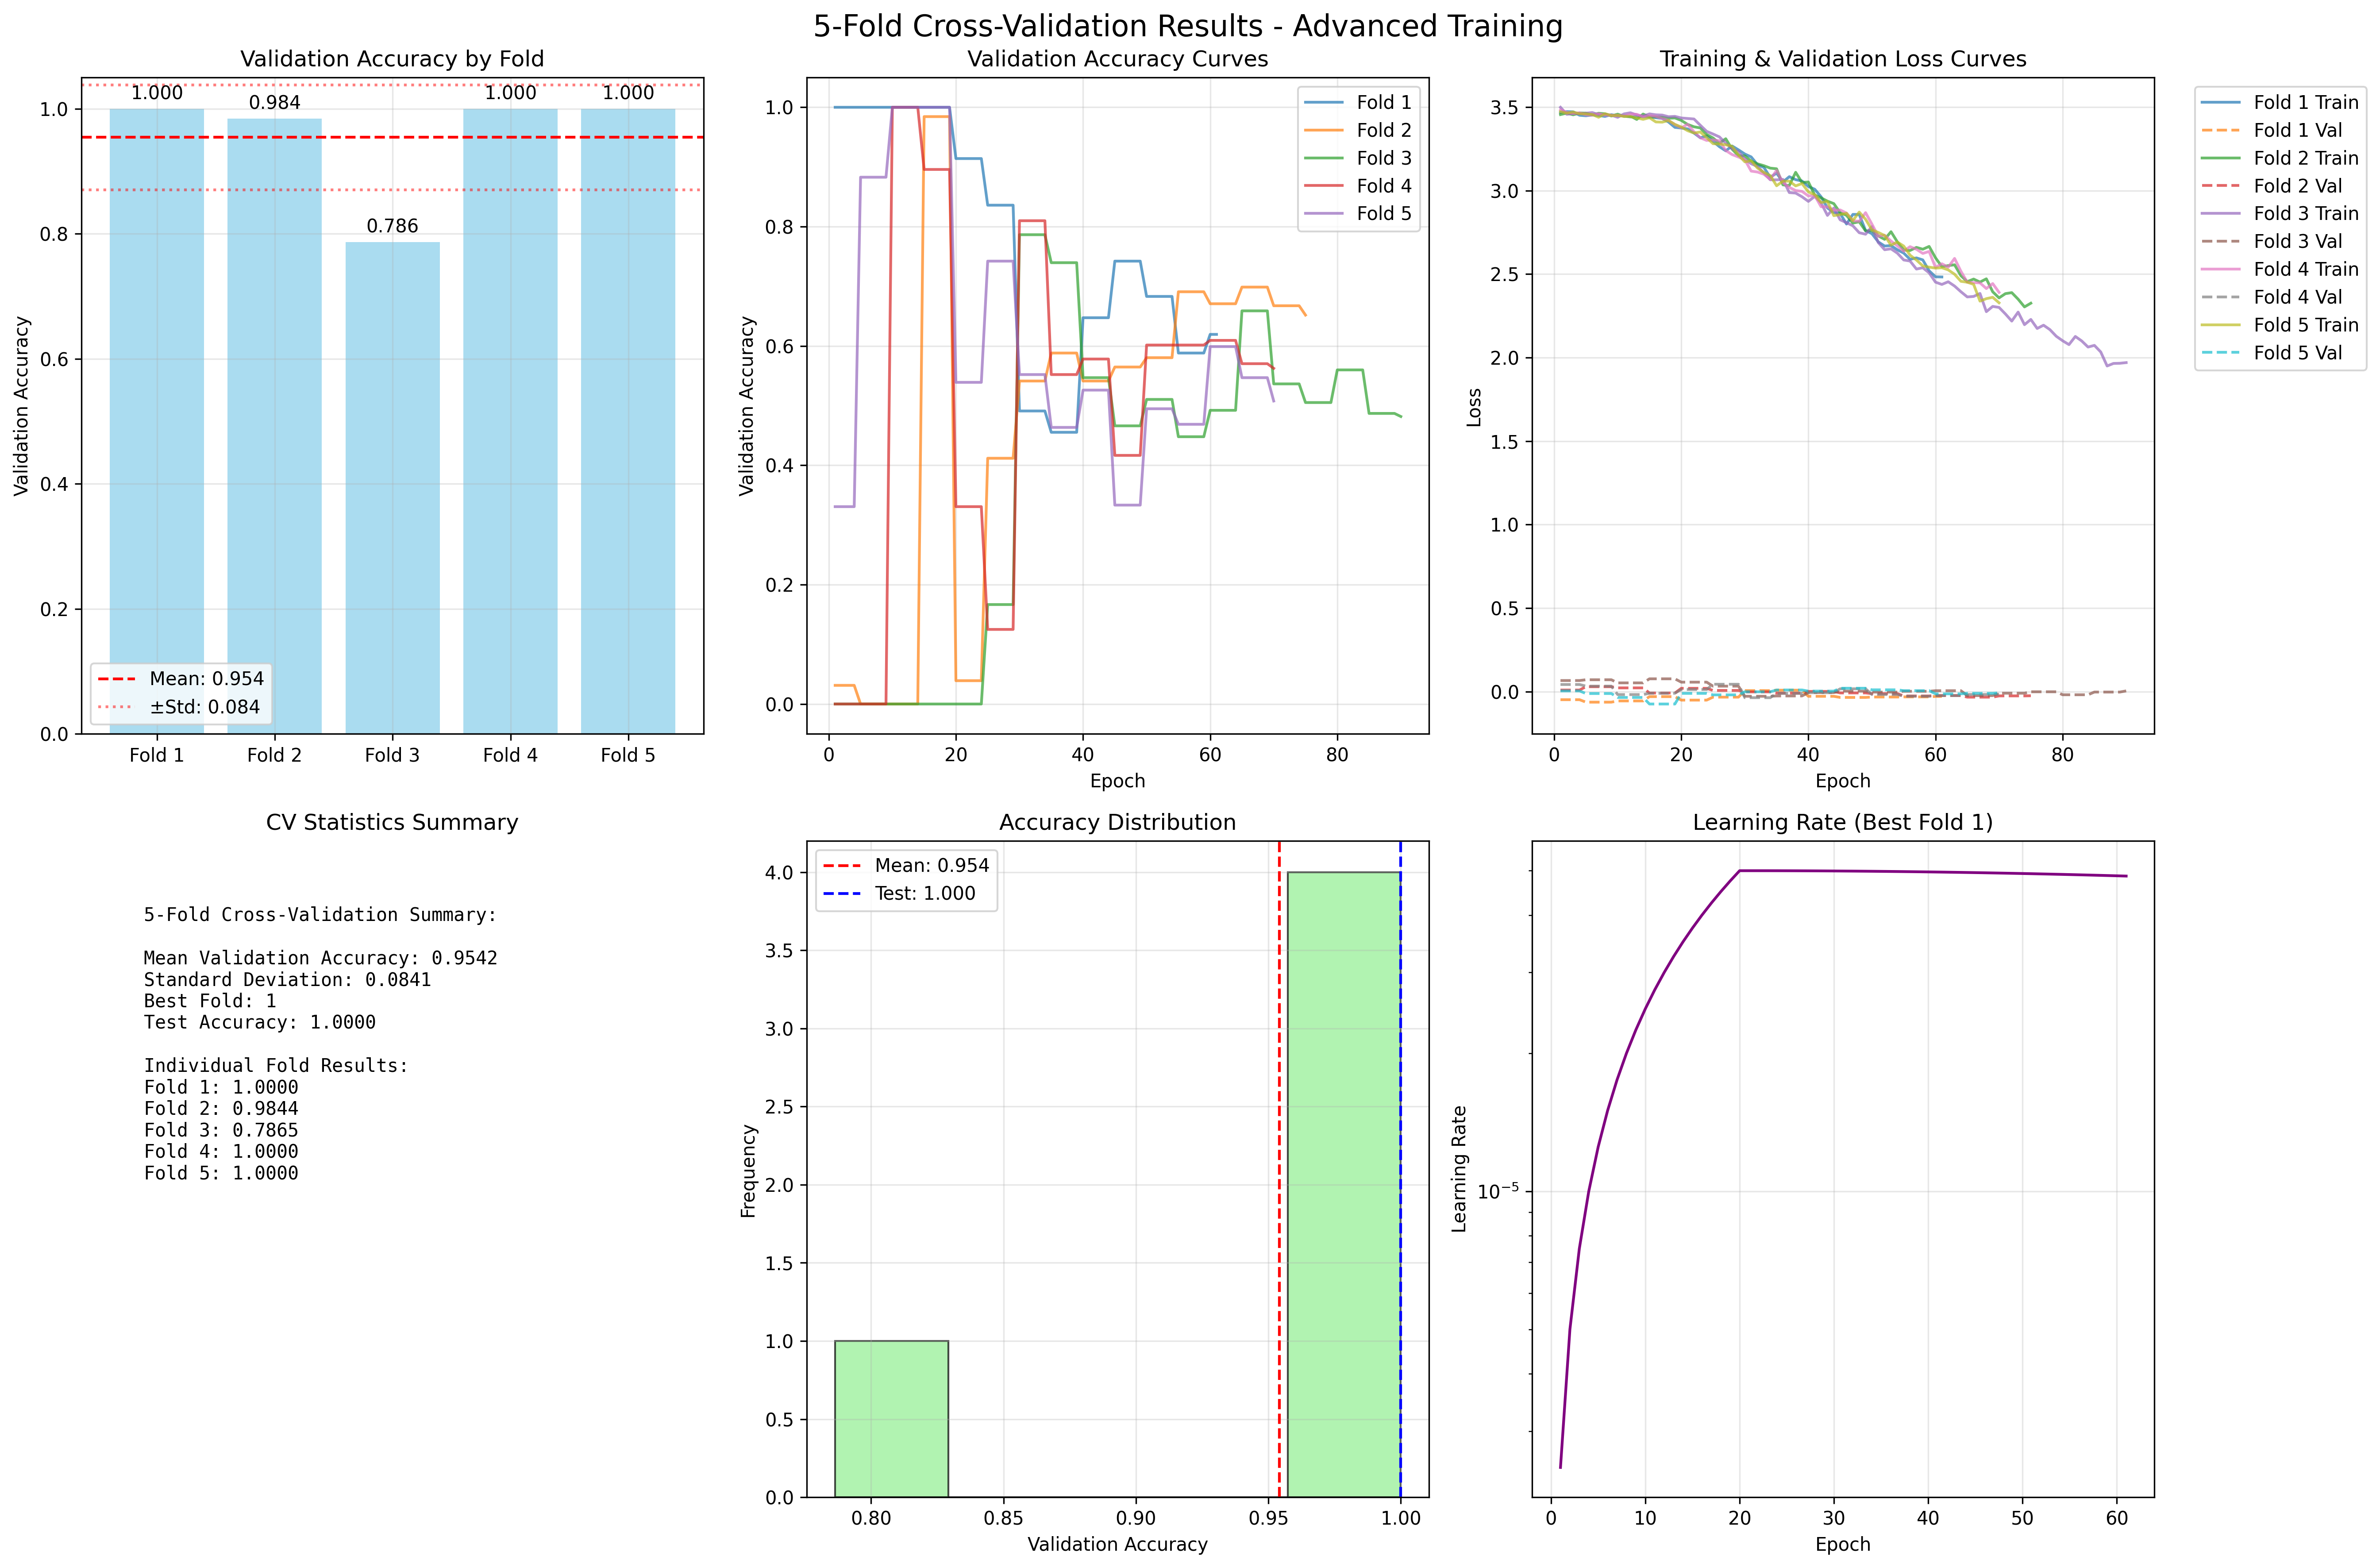 5-Fold Cross-Validation Results - Advanced Training
Validation Accuracy by Fold
Validation Accuracy
1.0
0.8
0.6
0.4
0.2
0.0
1.000
0.984
0.786
1.000
1.000
Mean: 0.954
±Std: 0.084
Fold 1
Fold 2
Fold 3
Fold 4
Fold 5
Validation Accuracy Curves
Validation Accuracy
1.0
0.8
0.6
0.4
0.2
0.0
Fold 1
Fold 2
Fold 3
Fold 4
Fold 5
0 20 40 60 80
Epoch
Training & Validation Loss Curves
Loss
3.5
3.0
2.5
2.0
1.5
1.0
0.5
0.0
0 20 40 60 80
Epoch
Fold 1 Train
Fold 1 Val
Fold 2 Train
Fold 2 Val
Fold 3 Train
Fold 3 Val
Fold 4 Train
Fold 4 Val
Fold 5 Train
Fold 5 Val
CV Statistics Summary
5-Fold Cross-Validation Summary:
Mean Validation Accuracy: 0.9542
Standard Deviation: 0.0841
Best Fold: 1
Test Accuracy: 1.0000
Individual Fold Results:
Fold 1: 1.0000
Fold 2: 0.9844
Fold 3: 0.7865
Fold 4: 1.0000
Fold 5: 1.0000
Accuracy Distribution
Frequency
4.0
3.5
3.0
2.5
2.0
1.5
1.0
0.5
0.0
Mean: 0.954
Test: 1.000
0.80 0.85 0.90 0.95 1.00
Validation Accuracy
Learning Rate (Best Fold 1)
Learning Rate
10⁻⁵
0 10 20 30 40 50 60
Epoch